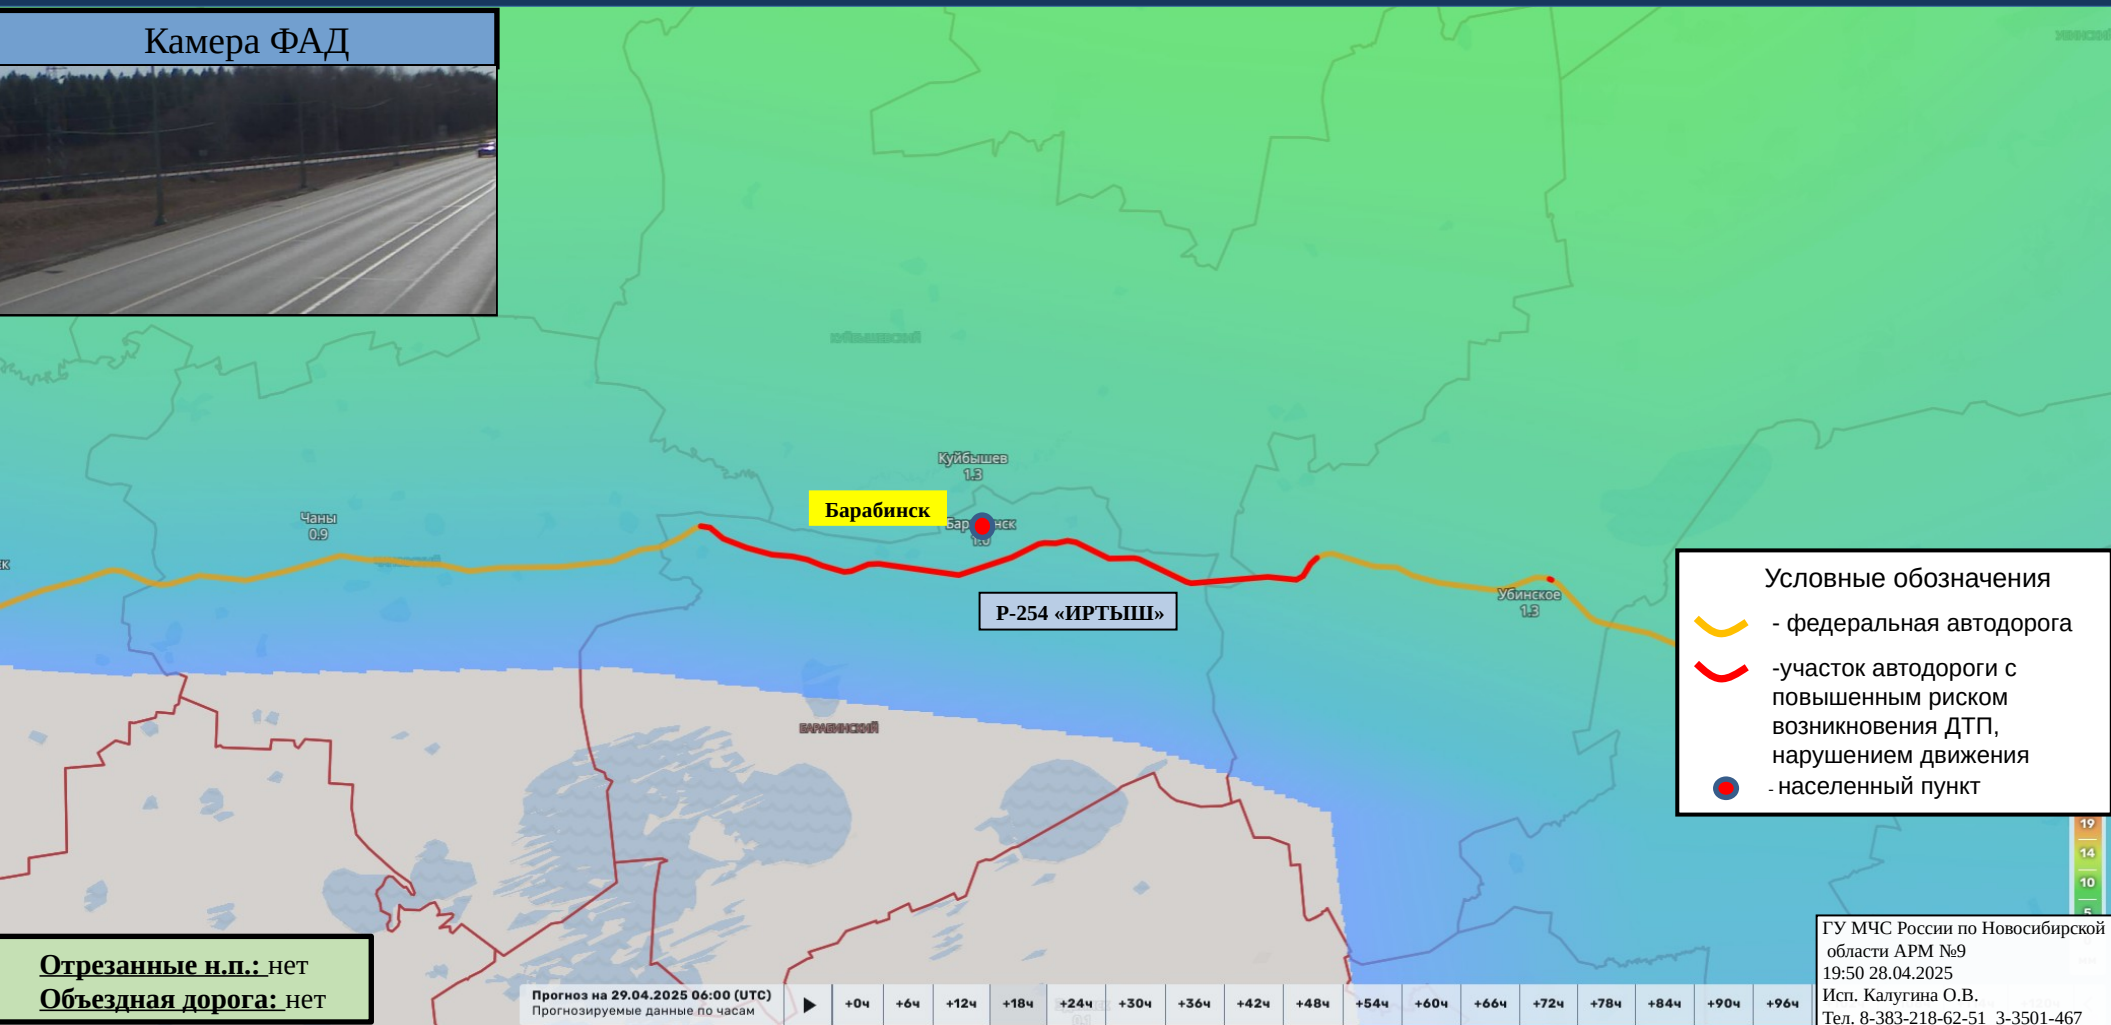 Камера ФАД
КУЙБЫШЕВСКИЙ
Куйбышев
1.3
Барабинск
Чаны
0.9
Р-254 «ИРТЫШ»
Убинское
1.3
БАРАБИНСКИЙ
Условные обозначения
- федеральная автодорога
-участок автодороги с
повышенным риском
возникновения ДТП,
нарушением движения
- населенный пункт
19
14
10
5
Отрезанные н.п.: нет
Объездная дорога: нет
Прогноз на 29.04.2025 06:00 (UTC)
Прогнозируемые данные по часам
+0ч +6ч +12ч +18ч +24ч +30ч +36ч +42ч +48ч +54ч +60ч +66ч +72ч +78ч +84ч +90ч +96ч
ГУ МЧС России по Новосибирской
области АРМ №9
19:50 28.04.2025
Исп. Калугина О.В.
Тел. 8-383-218-62-51 3-3501-467